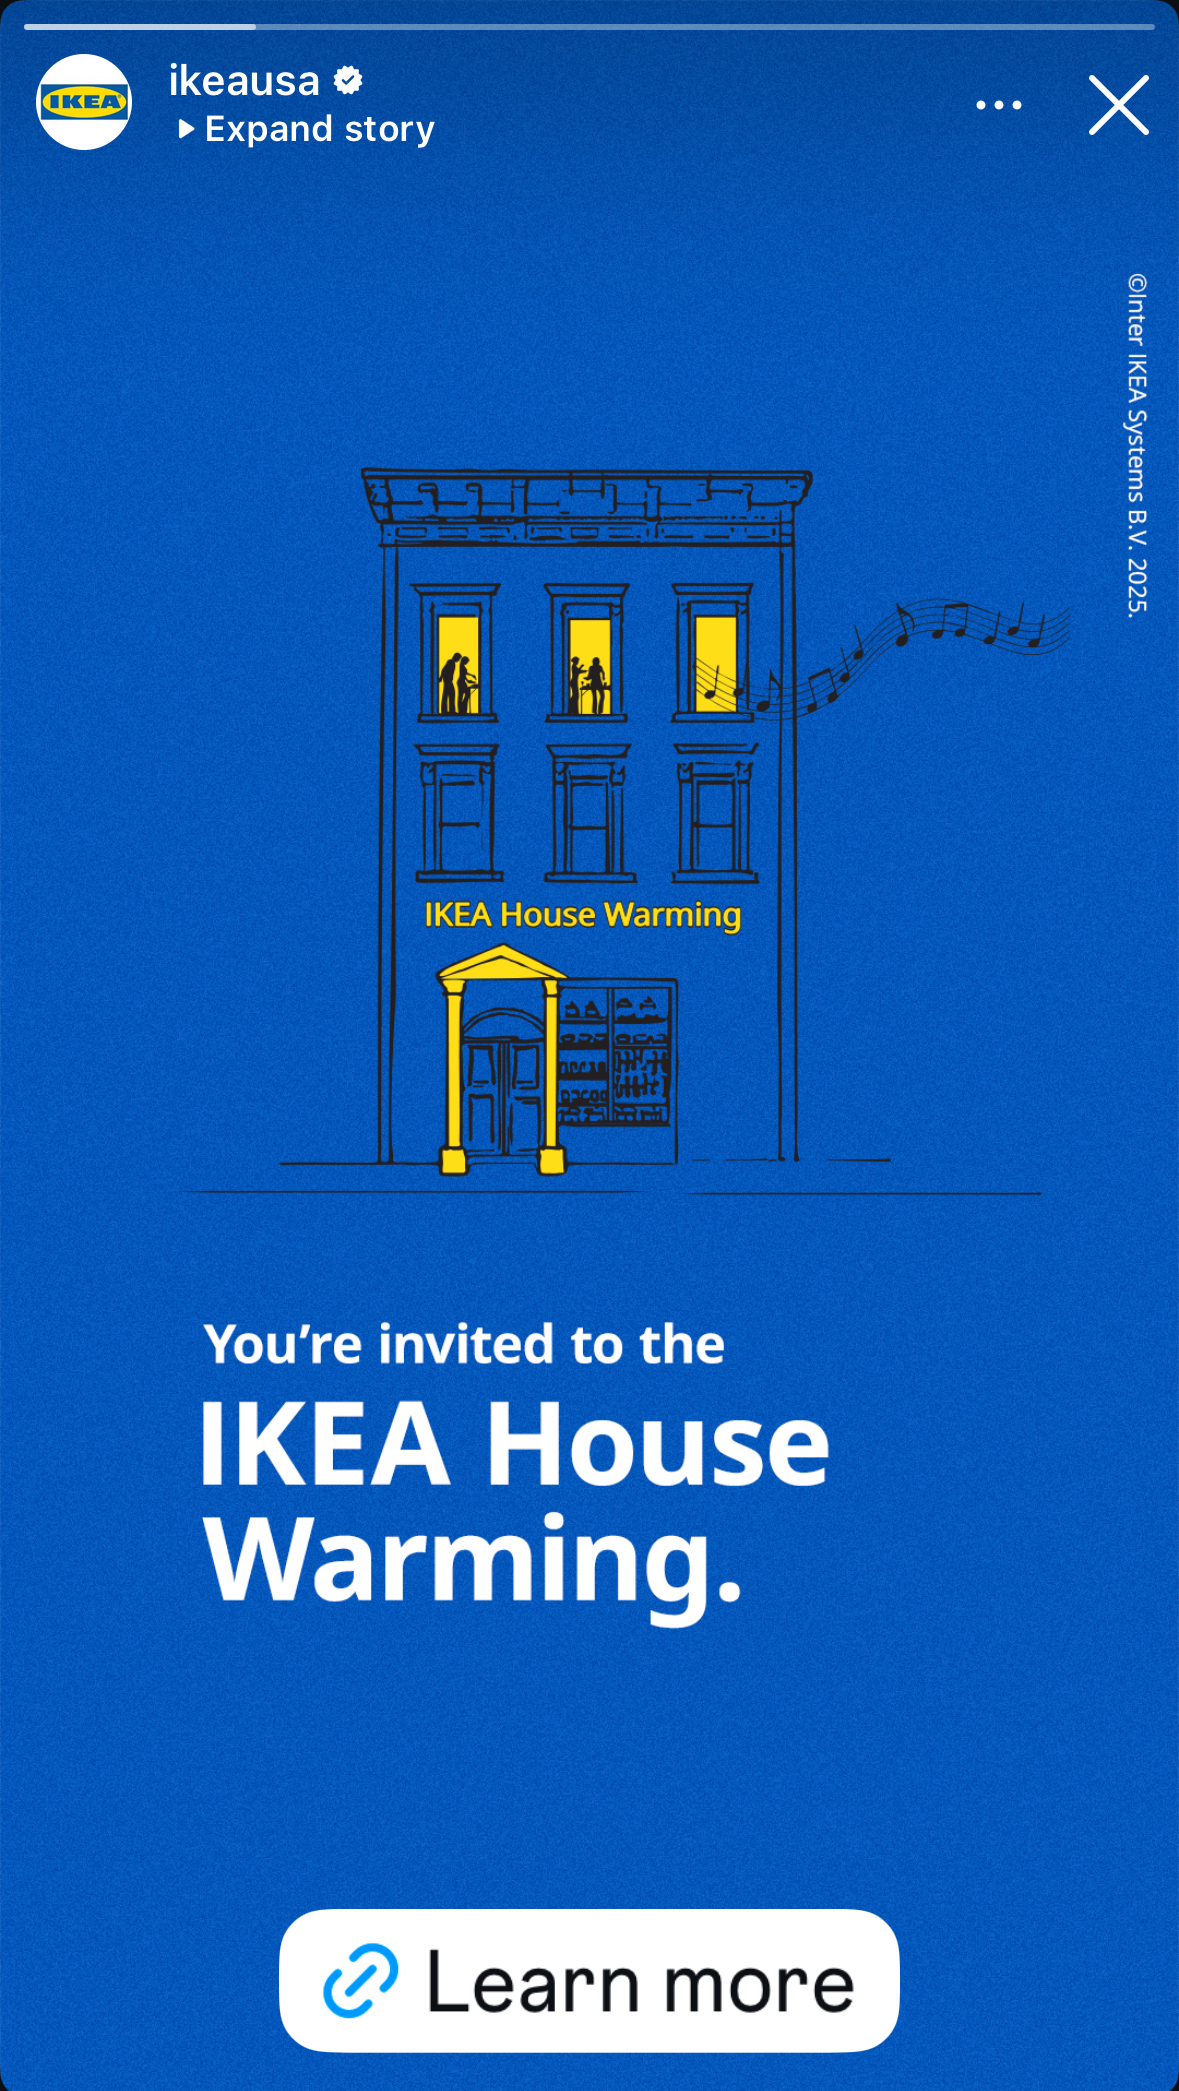 IKEA
ikeausa
Expand story
©Inter IKEA Systems B.V. 2025.
IKEA House Warming
You’re invited to the
IKEA House
Warming.
Learn more